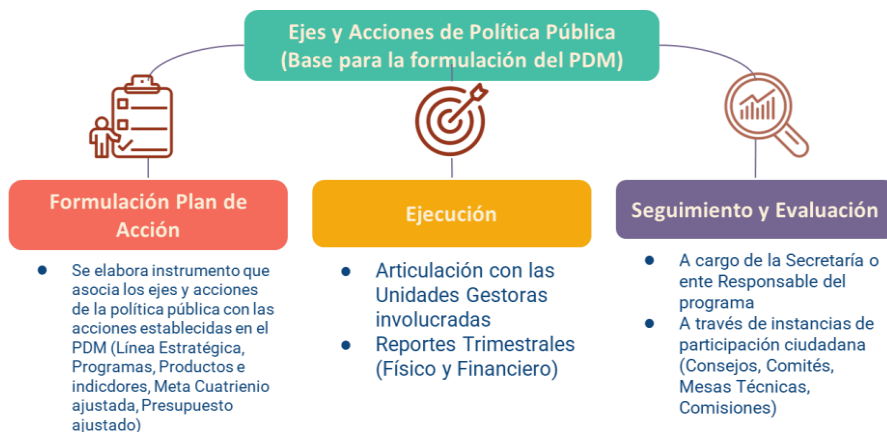 Ejes y Acciones de Política Pública
(Base para la formulación del PDM)
Formulación Plan de
Acción
● Se elabora instrumento que
asocia los ejes y acciones
de la política pública con las
acciones establecidas en el
PDM (Línea Estratégica,
Programas, Productos e
indicdores, Meta Cuatrienio
ajustada, Presupuesto
ajustado)
Ejecución
● Articulación con las
Unidades Gestoras
involucradas
● Reportes Trimestrales
(Físico y Financiero)
Seguimiento y Evaluación
● A cargo de la Secretaría o
ente Responsable del
programa
● A través de instancias de
participación ciudadana
(Consejos, Comités,
Mesas Técnicas,
Comisiones)